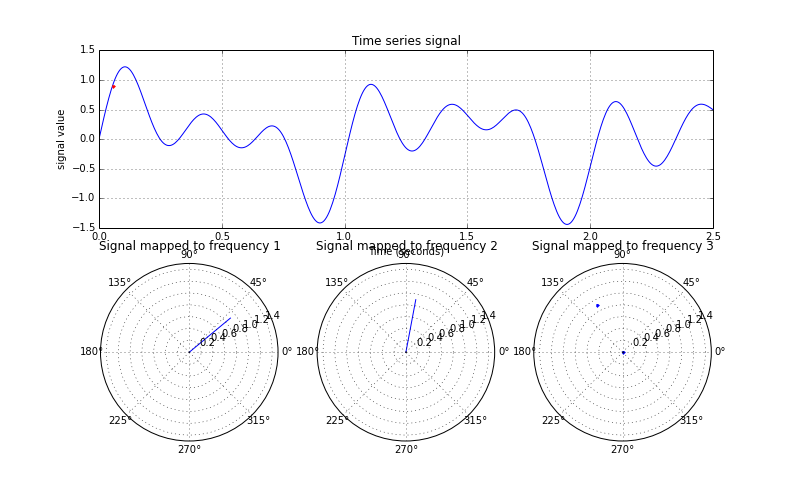 Time series signal
1.5
1.0
0.5
0.0
−0.5
−1.0
−1.5
signal value
0.0 0.5 1.0 1.5 2.0 2.5
Time (seconds)
Signal mapped to frequency 1
90°
135° 45°
180° 0°
225° 315°
270°
0.2 0.4 0.6 0.8 1.0 1.2 1.4
Signal mapped to frequency 2
90°
135° 45°
180° 0°
225° 315°
270°
0.2 0.4 0.6 0.8 1.0 1.2 1.4
Signal mapped to frequency 3
90°
135° 45°
180° 0°
225° 315°
270°
0.2 0.4 0.6 0.8 1.0 1.2 1.4